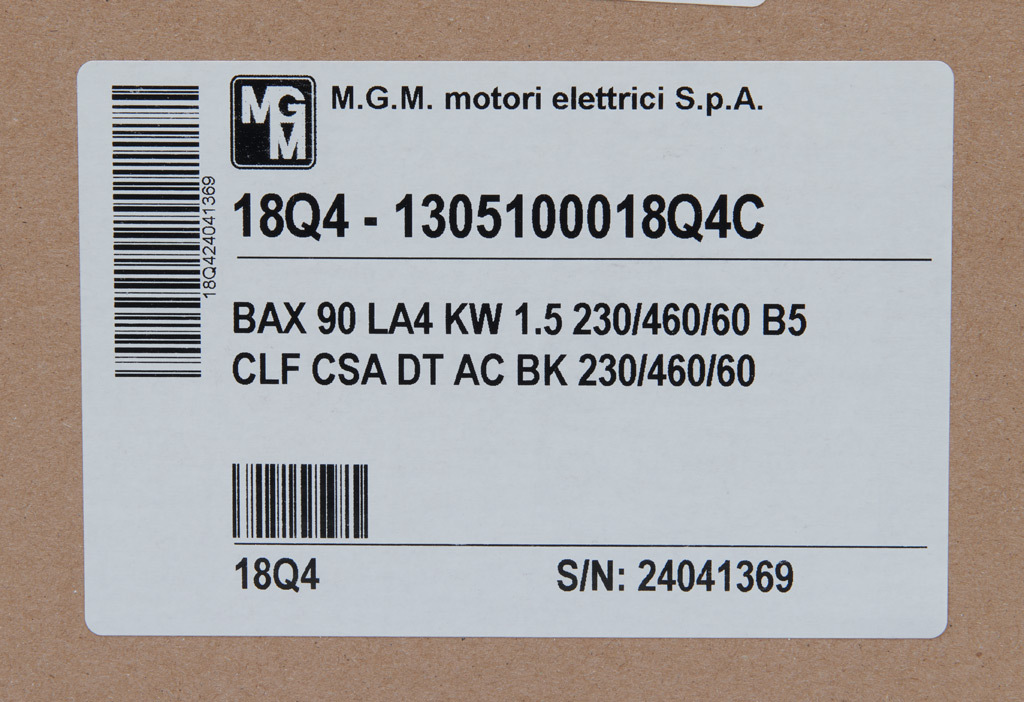 MGM
M.G.M. motori elettrici S.p.A.
18Q424041369
18Q4 - 1305100018Q4C
BAX 90 LA4 KW 1.5 230/460/60 B5
CLF CSA DT AC BK 230/460/60
18Q4
S/N: 24041369